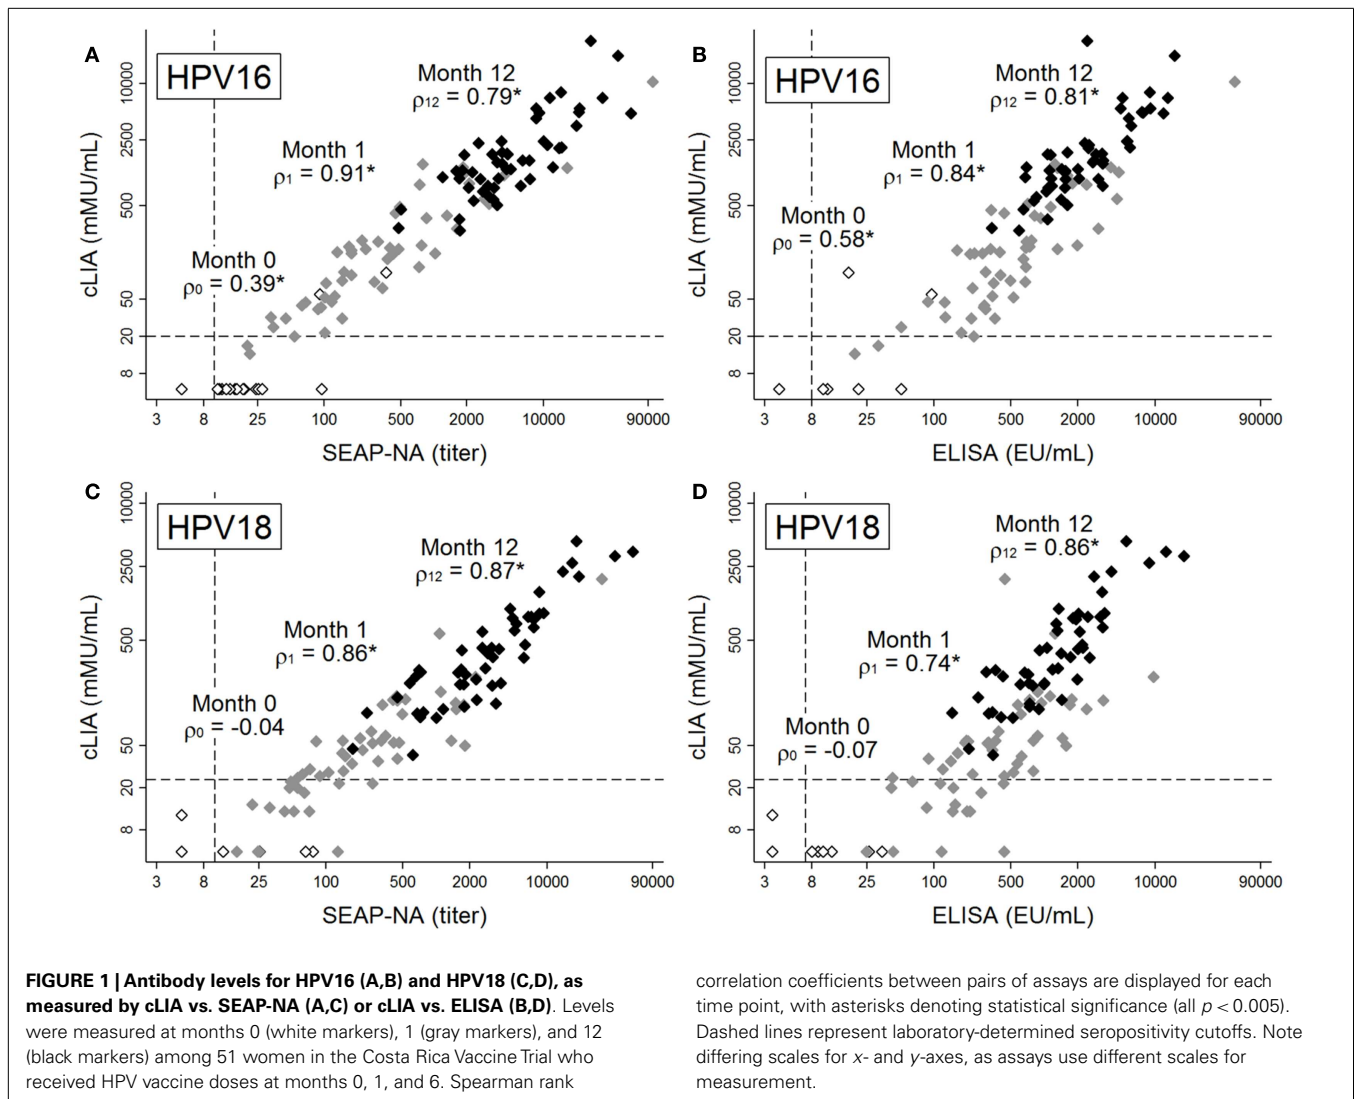 A
HPV16
Month 12
ρ12 = 0.79*
Month 1
ρ1 = 0.91*
Month 0
ρ0 = 0.39*
cLIA (mMU/mL)
10000
2500
500
50
20
8
3 8 25 100 500 2000 10000 90000
SEAP-NA (titer)
B
HPV16
Month 12
ρ12 = 0.81*
Month 1
ρ1 = 0.84*
Month 0
ρ0 = 0.58*
cLIA (mMU/mL)
10000
2500
500
50
20
8
3 8 25 100 500 2000 10000 90000
ELISA (EU/mL)
C
HPV18
Month 12
ρ12 = 0.87*
Month 1
ρ1 = 0.86*
Month 0
ρ0 = -0.04
cLIA (mMU/mL)
10000
2500
500
50
20
8
3 8 25 100 500 2000 10000 90000
SEAP-NA (titer)
D
HPV18
Month 12
ρ12 = 0.86*
Month 1
ρ1 = 0.74*
Month 0
ρ0 = -0.07
cLIA (mMU/mL)
10000
2500
500
50
20
8
3 8 25 100 500 2000 10000 90000
ELISA (EU/mL)
FIGURE 1 | Antibody levels for HPV16 (A,B) and HPV18 (C,D), as
measured by cLIA vs. SEAP-NA (A,C) or cLIA vs. ELISA (B,D). Levels
were measured at months 0 (white markers), 1 (gray markers), and 12
(black markers) among 51 women in the Costa Rica Vaccine Trial who
received HPV vaccine doses at months 0, 1, and 6. Spearman rank
correlation coefficients between pairs of assays are displayed for each
time point, with asterisks denoting statistical significance (all p < 0.005).
Dashed lines represent laboratory-determined seropositivity cutoffs. Note
differing scales for x- and y-axes, as assays use different scales for
measurement.